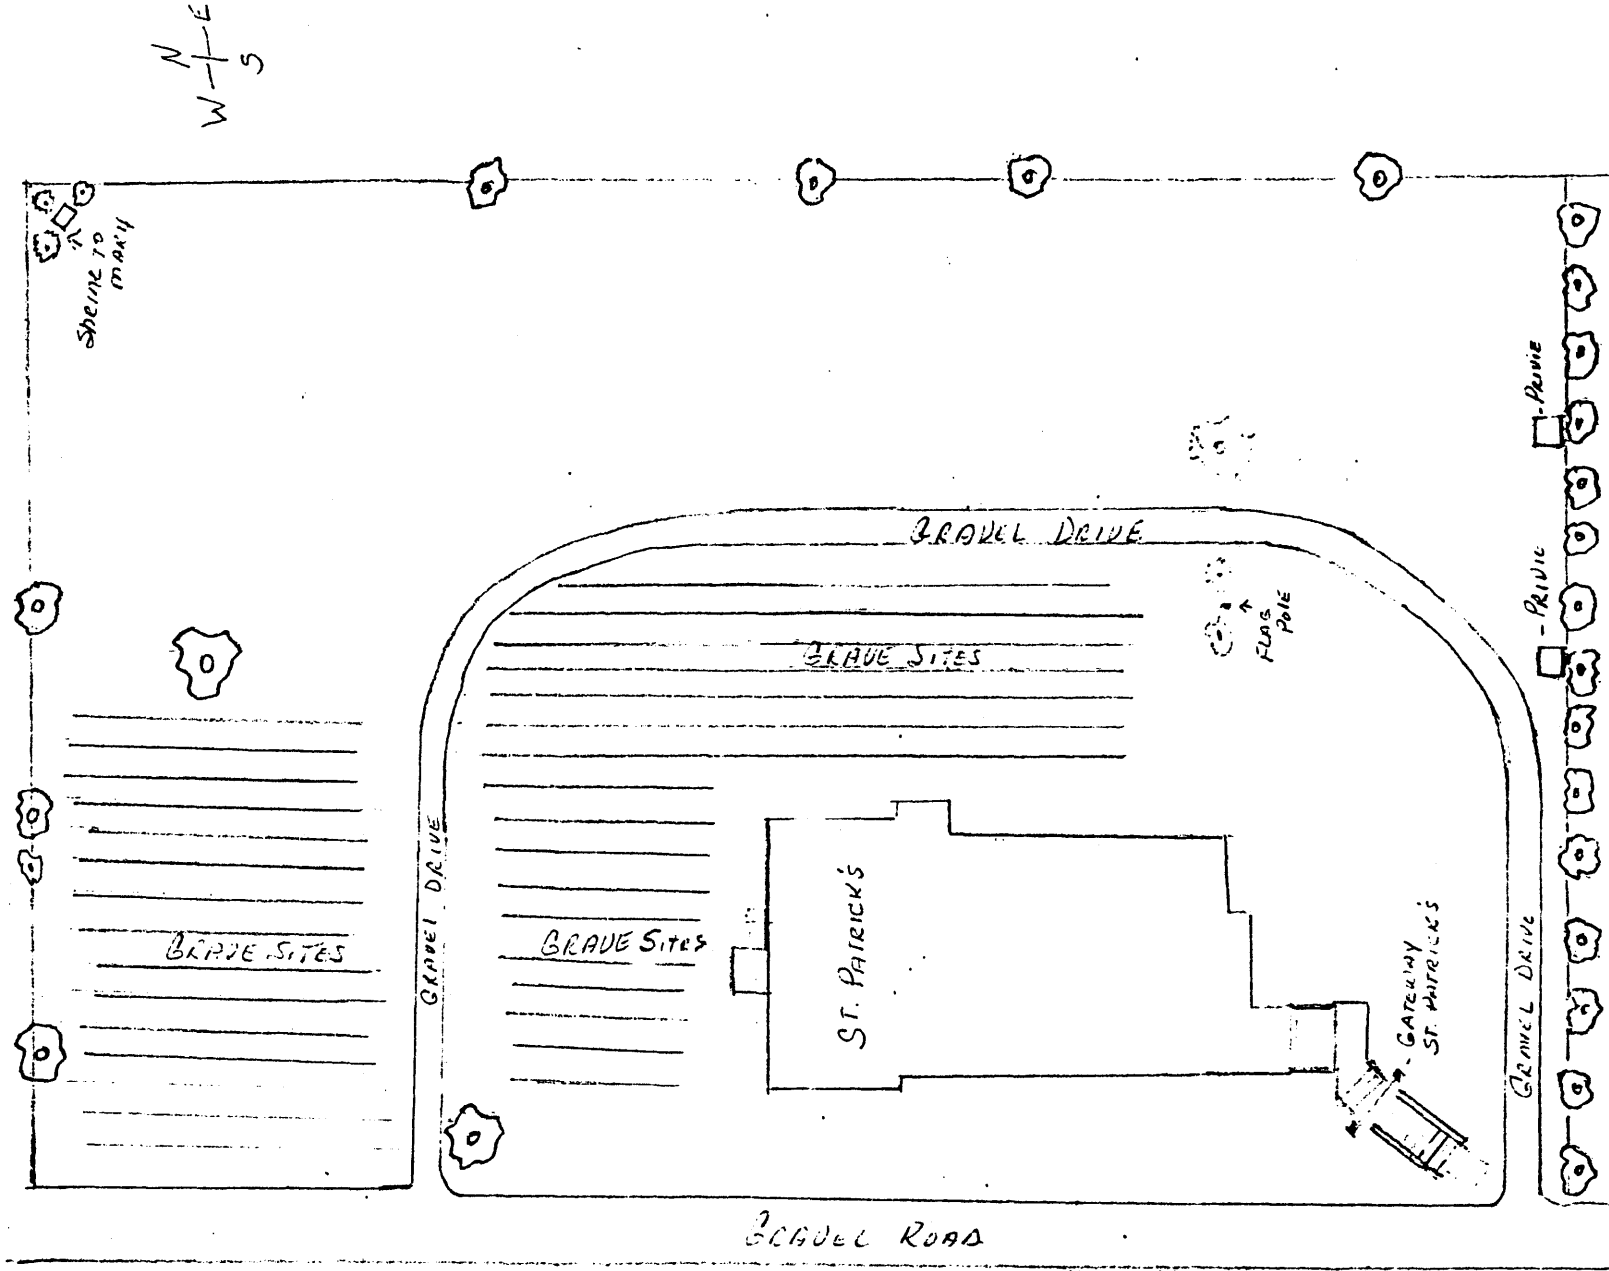 N
W E
S
SHRINE TO
MARY
- PRIVIE
GRAVEL DRIVE
- PRIVIE
FLAG
POLE
GRAVE SITES
GRAVEL DRIVE
ST. PATRICK'S
GRAVE SITES
GRAVE SITES
GATEWAY
ST. PATRICK'S
GRAVEL DRIVE
GRAVEL ROAD